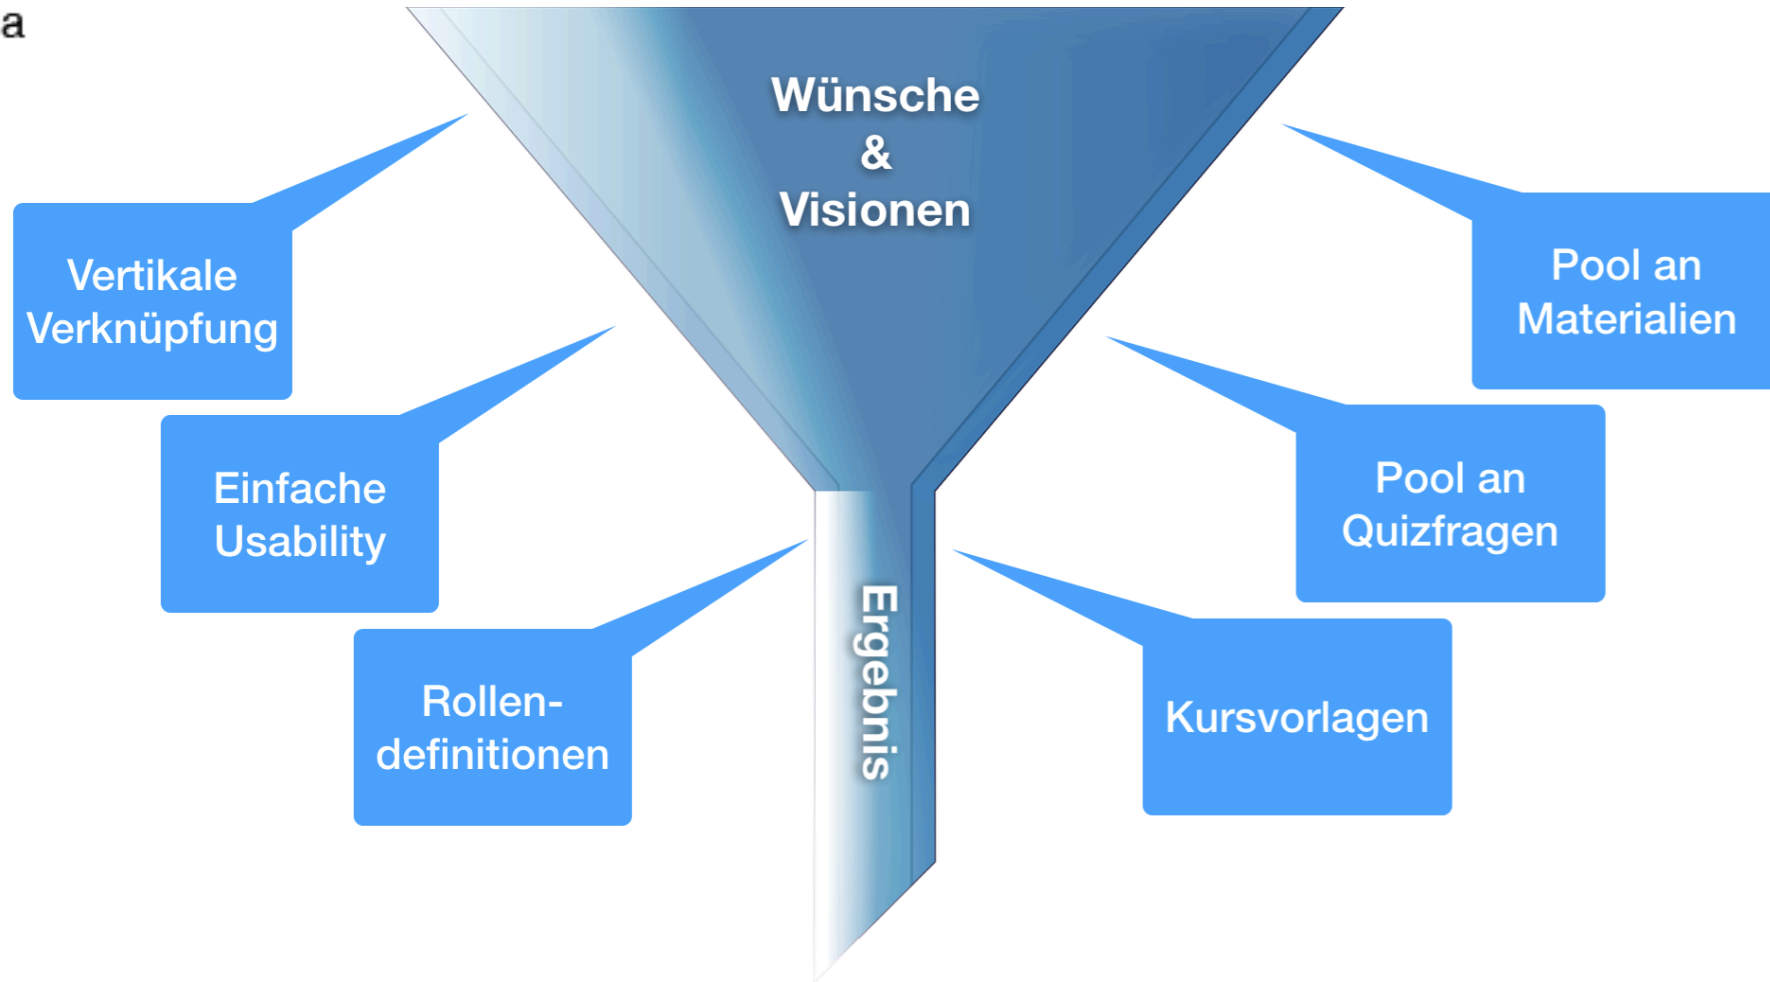 a
Wünsche
&
Visionen
Vertikale
Verknüpfung
Pool an
Materialien
Einfache
Usability
Pool an
Quizfragen
Rollen-
definitionen
Ergebnis
Kursvorlagen